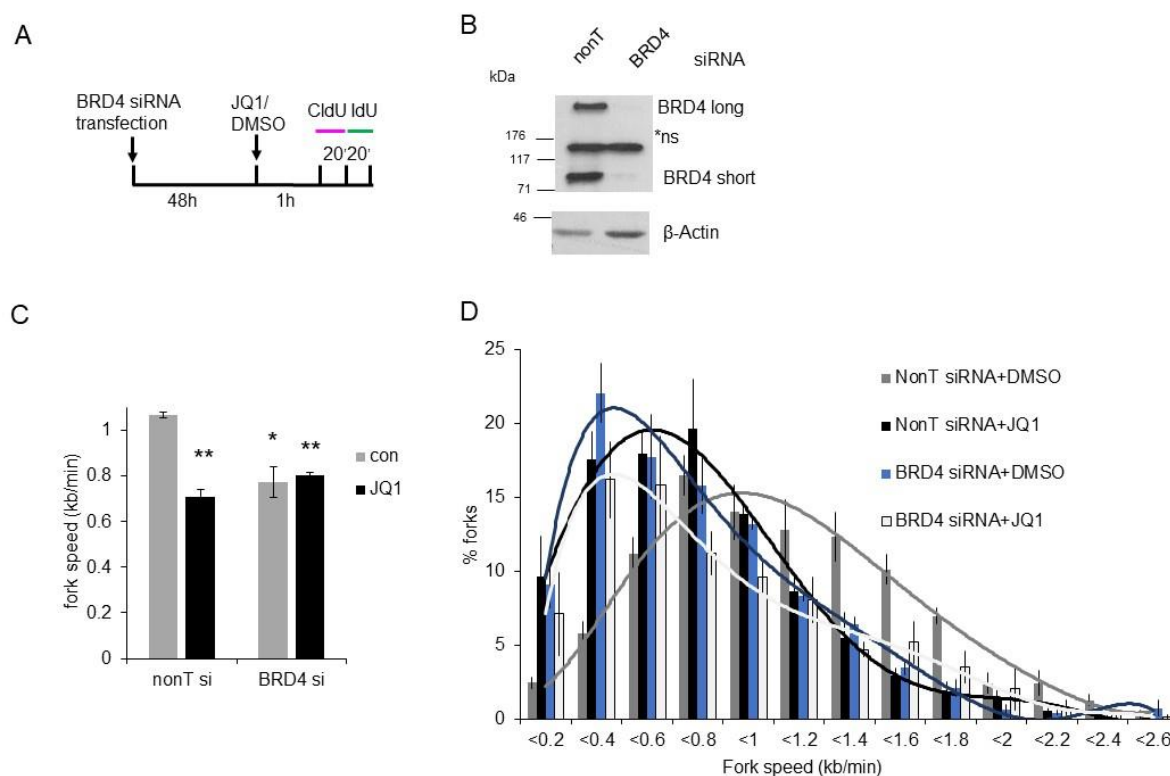 A
BRD4 siRNA
transfection
JQ1/
DMSO
CldU IdU
20' 20'
48h
1h
B
nonT
BRD4
siRNA
kDa
BRD4 long
176
*ns
117
BRD4 short
71
46
β-Actin
C
fork speed (kb/min)
1
0.8
0.6
0.4
0.2
0
**
*
**
con
JQ1
nonT si
BRD4 si
D
% forks
25
20
15
10
5
0
NonT siRNA+DMSO
NonT siRNA+JQ1
BRD4 siRNA+DMSO
BRD4 siRNA+JQ1
<0.2 <0.4 <0.6 <0.8 <1 <1.2 <1.4 <1.6 <1.8 <2 <2.2 <2.4 <2.6
Fork speed (kb/min)